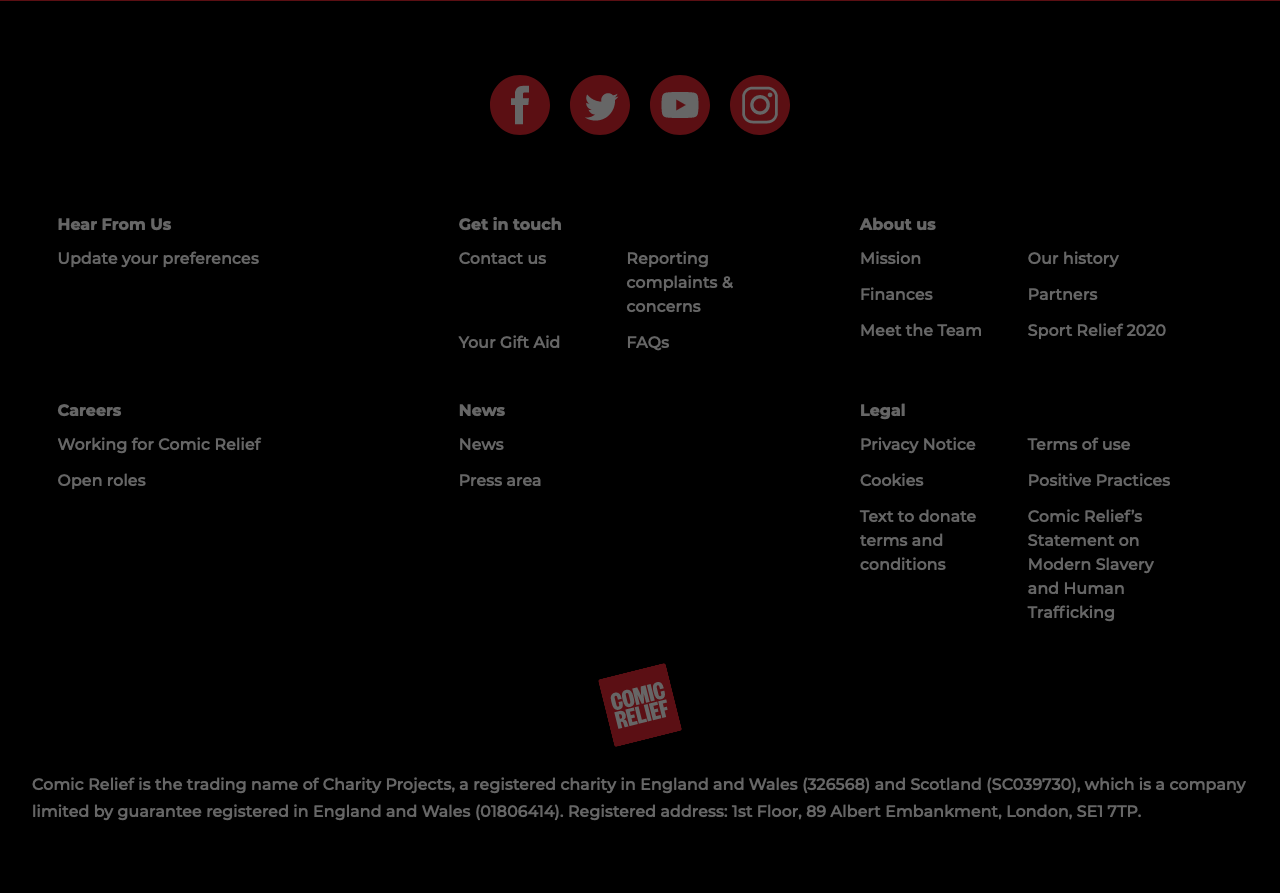 Hear From Us
Update your preferences
Get in touch
Contact us
Reporting
complaints &
concerns
Your Gift Aid
FAQs
About us
Mission
Our history
Finances
Partners
Meet the Team
Sport Relief 2020
Careers
Working for Comic Relief
Open roles
News
News
Press area
Legal
Privacy Notice
Terms of use
Cookies
Positive Practices
Text to donate
terms and
conditions
Comic Relief’s
Statement on
Modern Slavery
and Human
Trafficking
COMIC
RELIEF
Comic Relief is the trading name of Charity Projects, a registered charity in England and Wales (326568) and Scotland (SC039730), which is a company
limited by guarantee registered in England and Wales (01806414). Registered address: 1st Floor, 89 Albert Embankment, London, SE1 7TP.